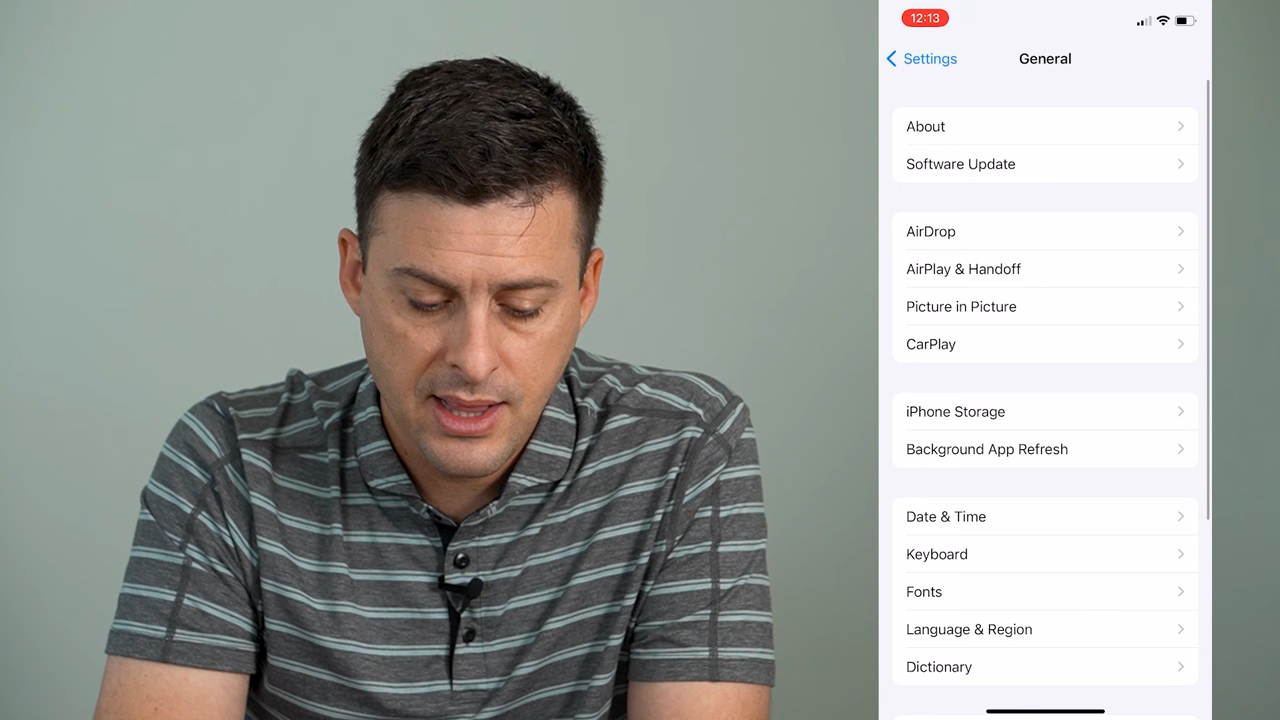 12:13
Settings
General
About
Software Update
AirDrop
AirPlay & Handoff
Picture in Picture
CarPlay
iPhone Storage
Background App Refresh
Date & Time
Keyboard
Fonts
Language & Region
Dictionary